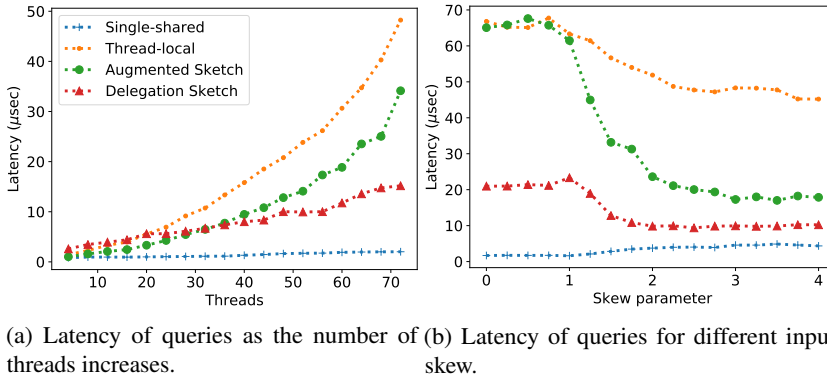 50
40
30
20
10
0
Latency (μsec)
Single-shared
Thread-local
Augmented Sketch
Delegation Sketch
10 20 30 40 50 60 70
Threads
70
60
50
40
30
20
10
0
Latency (μsec)
0 1 2 3 4
Skew parameter
(a) Latency of queries as the number of
threads increases.
(b) Latency of queries for different input
skew.